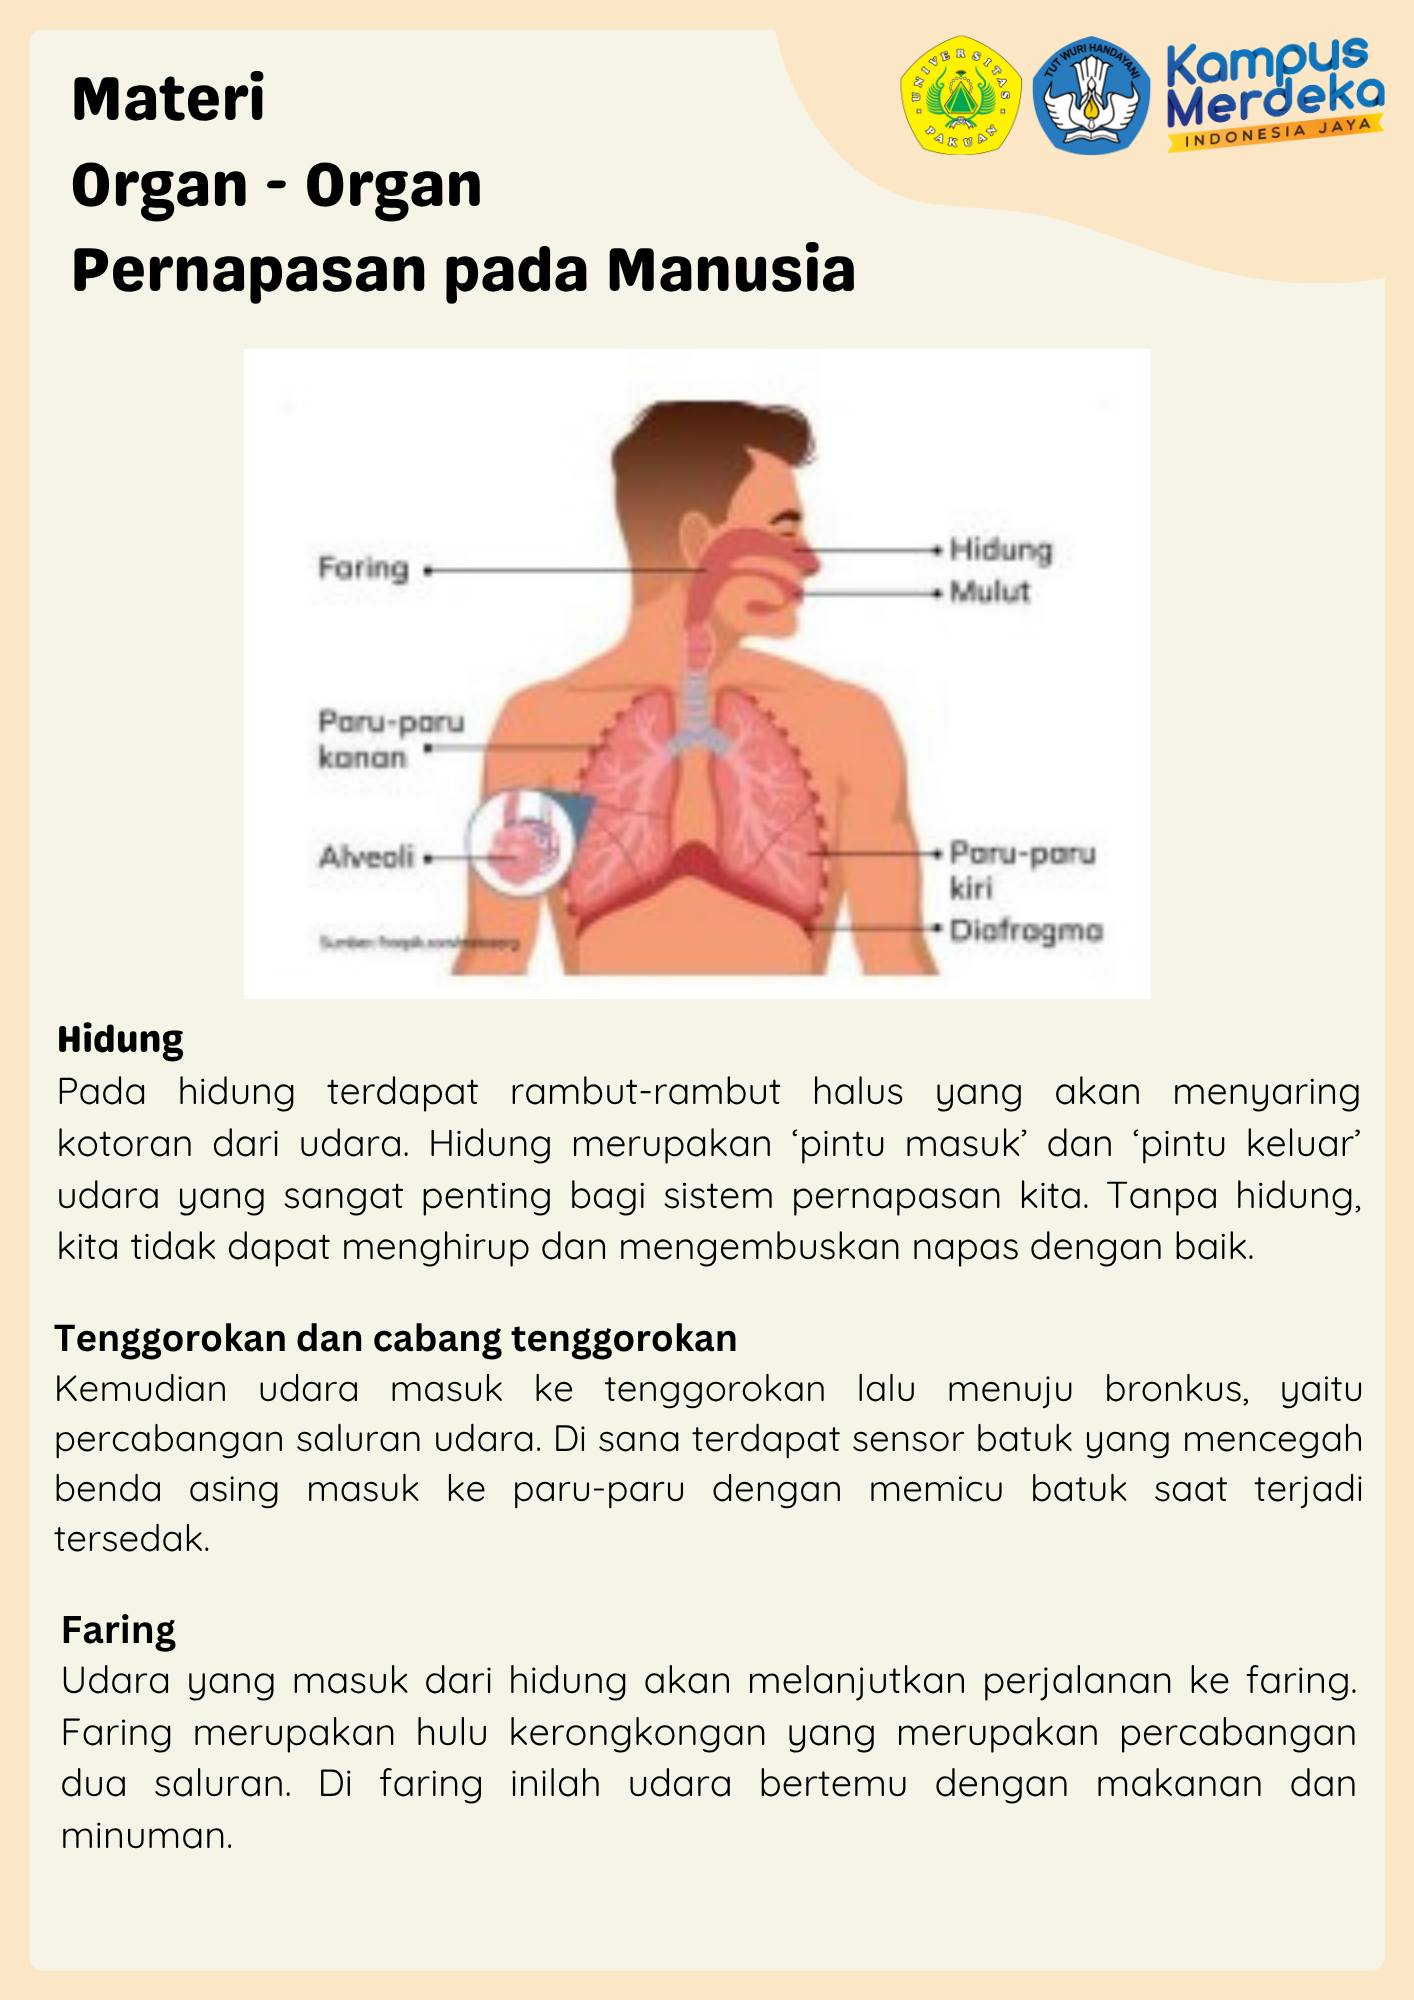 Materi
Organ - Organ
Pernapasan pada Manusia
UNIVERSITAS
PAKUAN
TUT WURI HANDAYANI
Kampus
Merdeka
INDONESIA JAYA
Faring
Hidung
Mulut
Paru-paru
kanan
Alveoli
Paru-paru
kiri
Diafragma
Sumber:
Hidung
Pada hidung terdapat rambut-rambut halus yang akan menyaring
kotoran dari udara. Hidung merupakan ‘pintu masuk’ dan ‘pintu keluar’
udara yang sangat penting bagi sistem pernapasan kita. Tanpa hidung,
kita tidak dapat menghirup dan mengembuskan napas dengan baik.
Tenggorokan dan cabang tenggorokan
Kemudian udara masuk ke tenggorokan lalu menuju bronkus, yaitu
percabangan saluran udara. Di sana terdapat sensor batuk yang mencegah
benda asing masuk ke paru-paru dengan memicu batuk saat terjadi
tersedak.
Faring
Udara yang masuk dari hidung akan melanjutkan perjalanan ke faring.
Faring merupakan hulu kerongkongan yang merupakan percabangan
dua saluran. Di faring inilah udara bertemu dengan makanan dan
minuman.